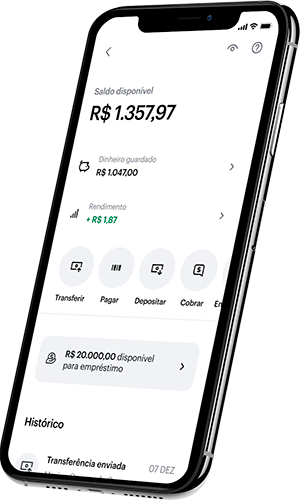 Saldo disponível
R$ 1.357,97
Dinheiro guardado
R$ 1.047,00
Rendimento
+ R$ 1,87
Transferir
Pagar
Depositar
Cobrar
R$ 20.000,00 disponível
para empréstimo
Histórico
Transferência enviada
07 DEZ